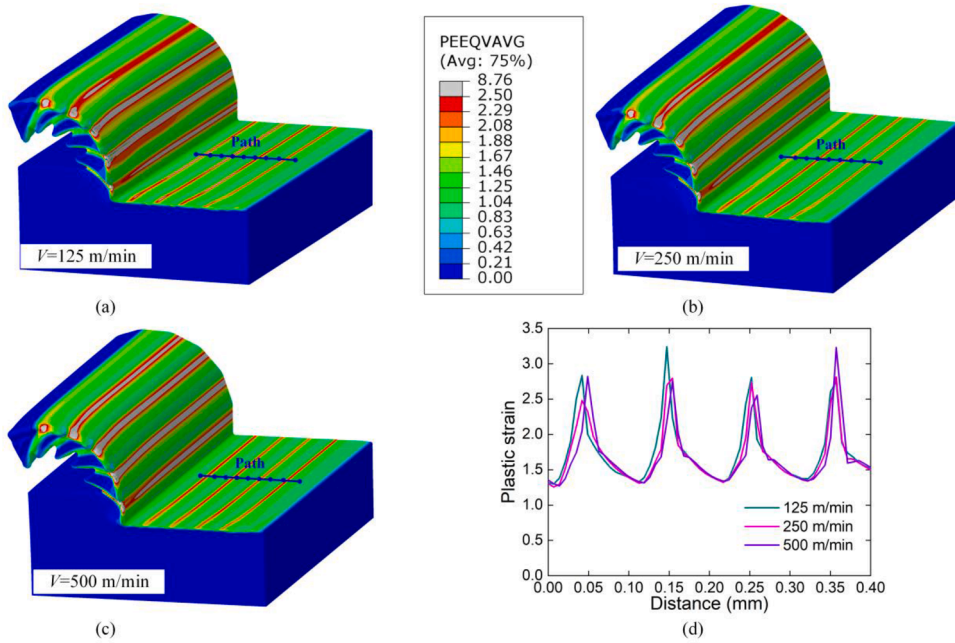 Path
V=125 m/min
(a)
PEEQVAVG
(Avg: 75%)
8.76
2.50
2.29
2.08
1.88
1.67
1.46
1.25
1.04
0.83
0.63
0.42
0.21
0.00
Path
V=250 m/min
(b)
Path
V=500 m/min
(c)
Plastic strain
3.5
3.0
2.5
2.0
1.5
1.0
0.5
0.0
125 m/min
250 m/min
500 m/min
0.00 0.05 0.10 0.15 0.20 0.25 0.30 0.35 0.40
Distance (mm)
(d)